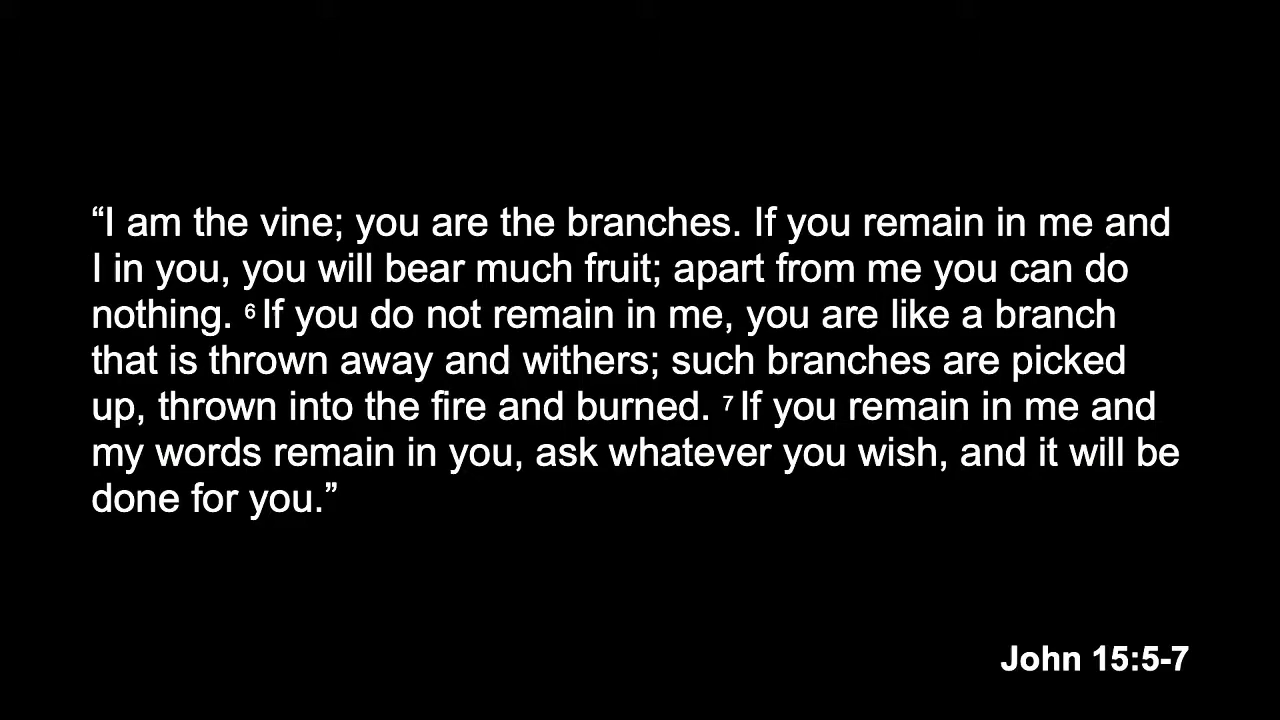 “I am the vine; you are the branches. If you remain in me and
I in you, you will bear much fruit; apart from me you can do
nothing. ⁶ If you do not remain in me, you are like a branch
that is thrown away and withers; such branches are picked
up, thrown into the fire and burned. ⁷ If you remain in me and
my words remain in you, ask whatever you wish, and it will be
done for you.”
John 15:5-7